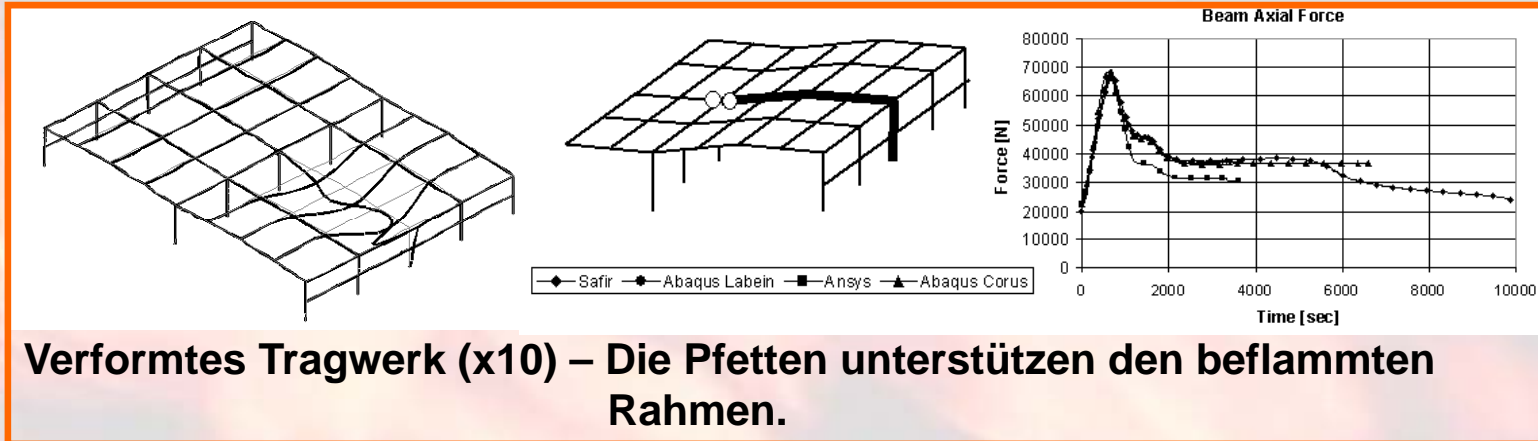 Beam Axial Force
80000
70000
60000
50000
40000
30000
20000
10000
0
Force [N]
0 2000 4000 6000 8000 10000
Time [sec]
Safir Abaqus Labein Ansys Abaqus Corus
Verformtes Tragwerk (x10) – Die Pfetten unterstützen den beflammten
Rahmen.